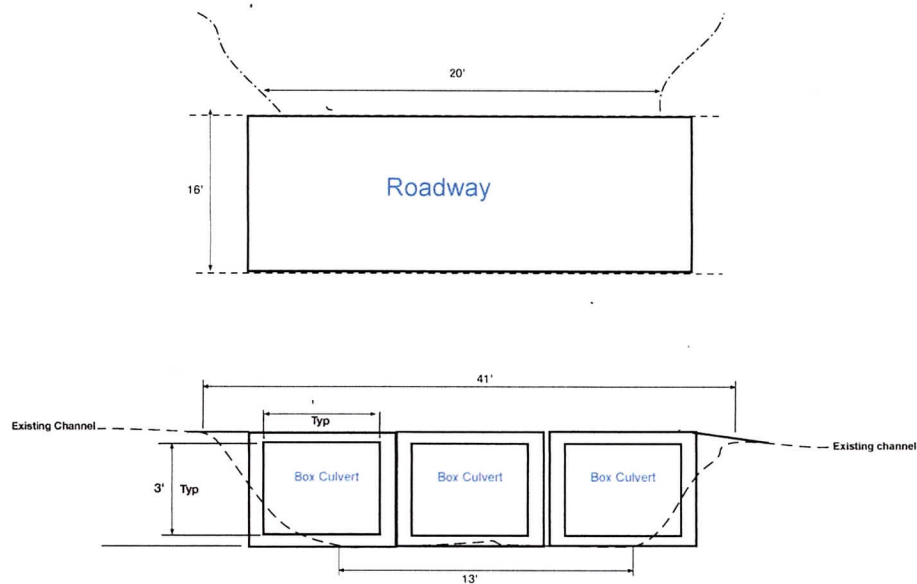 20'
16'
Roadway
41'
Existing Channel
'
Typ
Box Culvert
Box Culvert
Box Culvert
Existing channel
3' Typ
13'